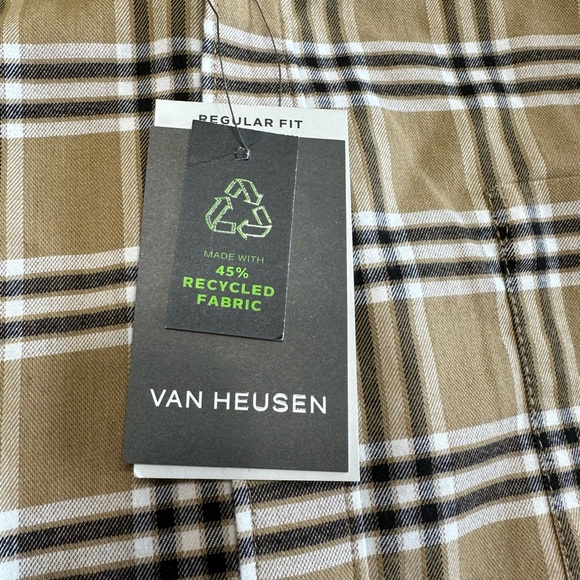 REGULAR FIT
MADE WITH
45%
RECYCLED
FABRIC
VAN HEUSEN